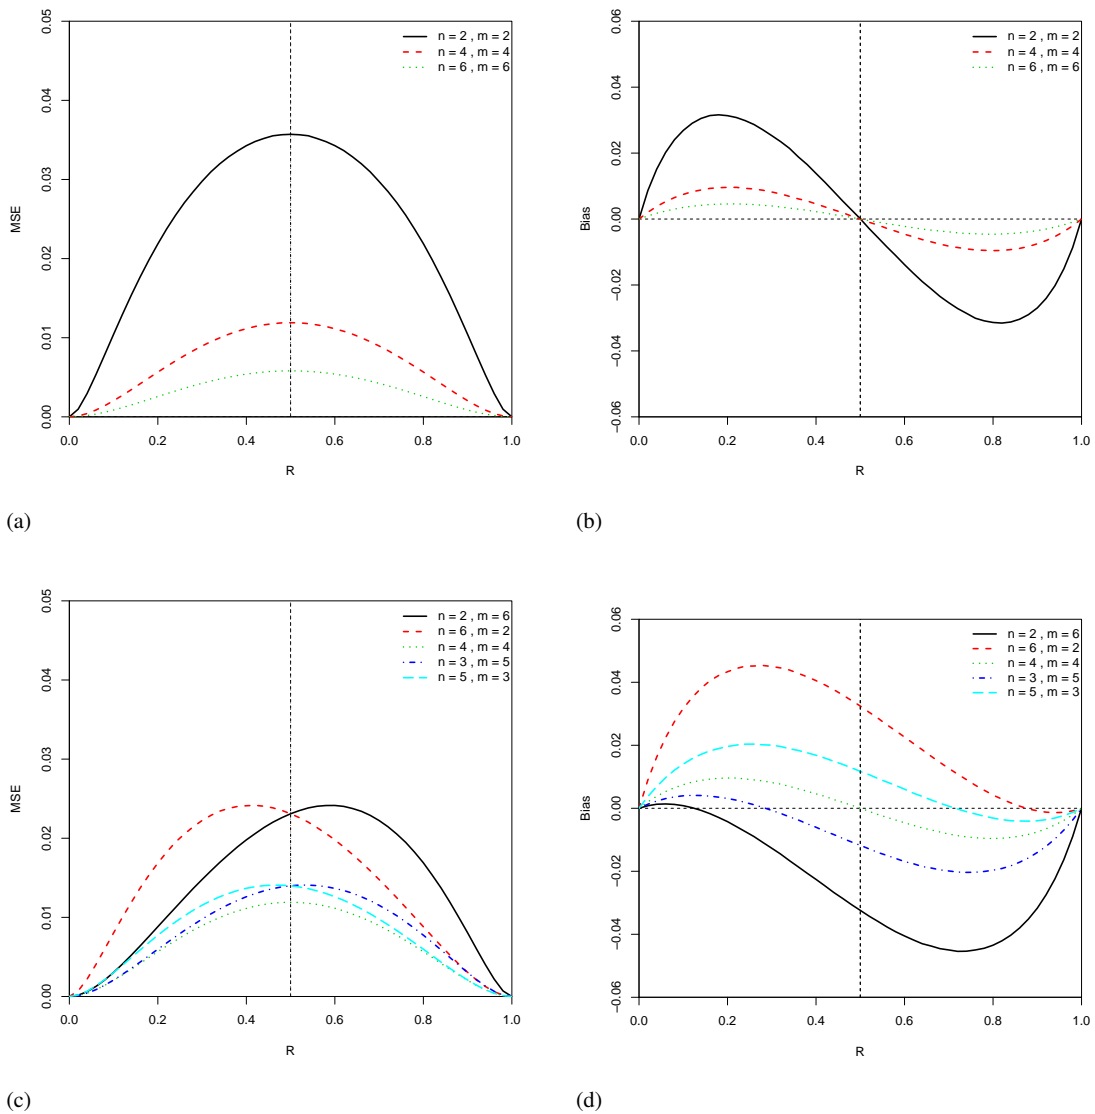 0.05
0.04
0.03
0.02
0.01
0.00
MSE
n = 2 , m = 2
n = 4 , m = 4
n = 6 , m = 6
0.0 0.2 0.4 0.6 0.8 1.0
R
(a)
0.06
0.04
0.02
0.00
−0.02
−0.04
−0.06
Bias
n = 2 , m = 2
n = 4 , m = 4
n = 6 , m = 6
0.0 0.2 0.4 0.6 0.8 1.0
R
(b)
0.05
0.04
0.03
0.02
0.01
0.00
MSE
n = 2 , m = 6
n = 6 , m = 2
n = 4 , m = 4
n = 3 , m = 5
n = 5 , m = 3
0.0 0.2 0.4 0.6 0.8 1.0
R
(c)
0.06
0.04
0.02
0.00
−0.02
−0.04
−0.06
Bias
n = 2 , m = 6
n = 6 , m = 2
n = 4 , m = 4
n = 3 , m = 5
n = 5 , m = 3
0.0 0.2 0.4 0.6 0.8 1.0
R
(d)